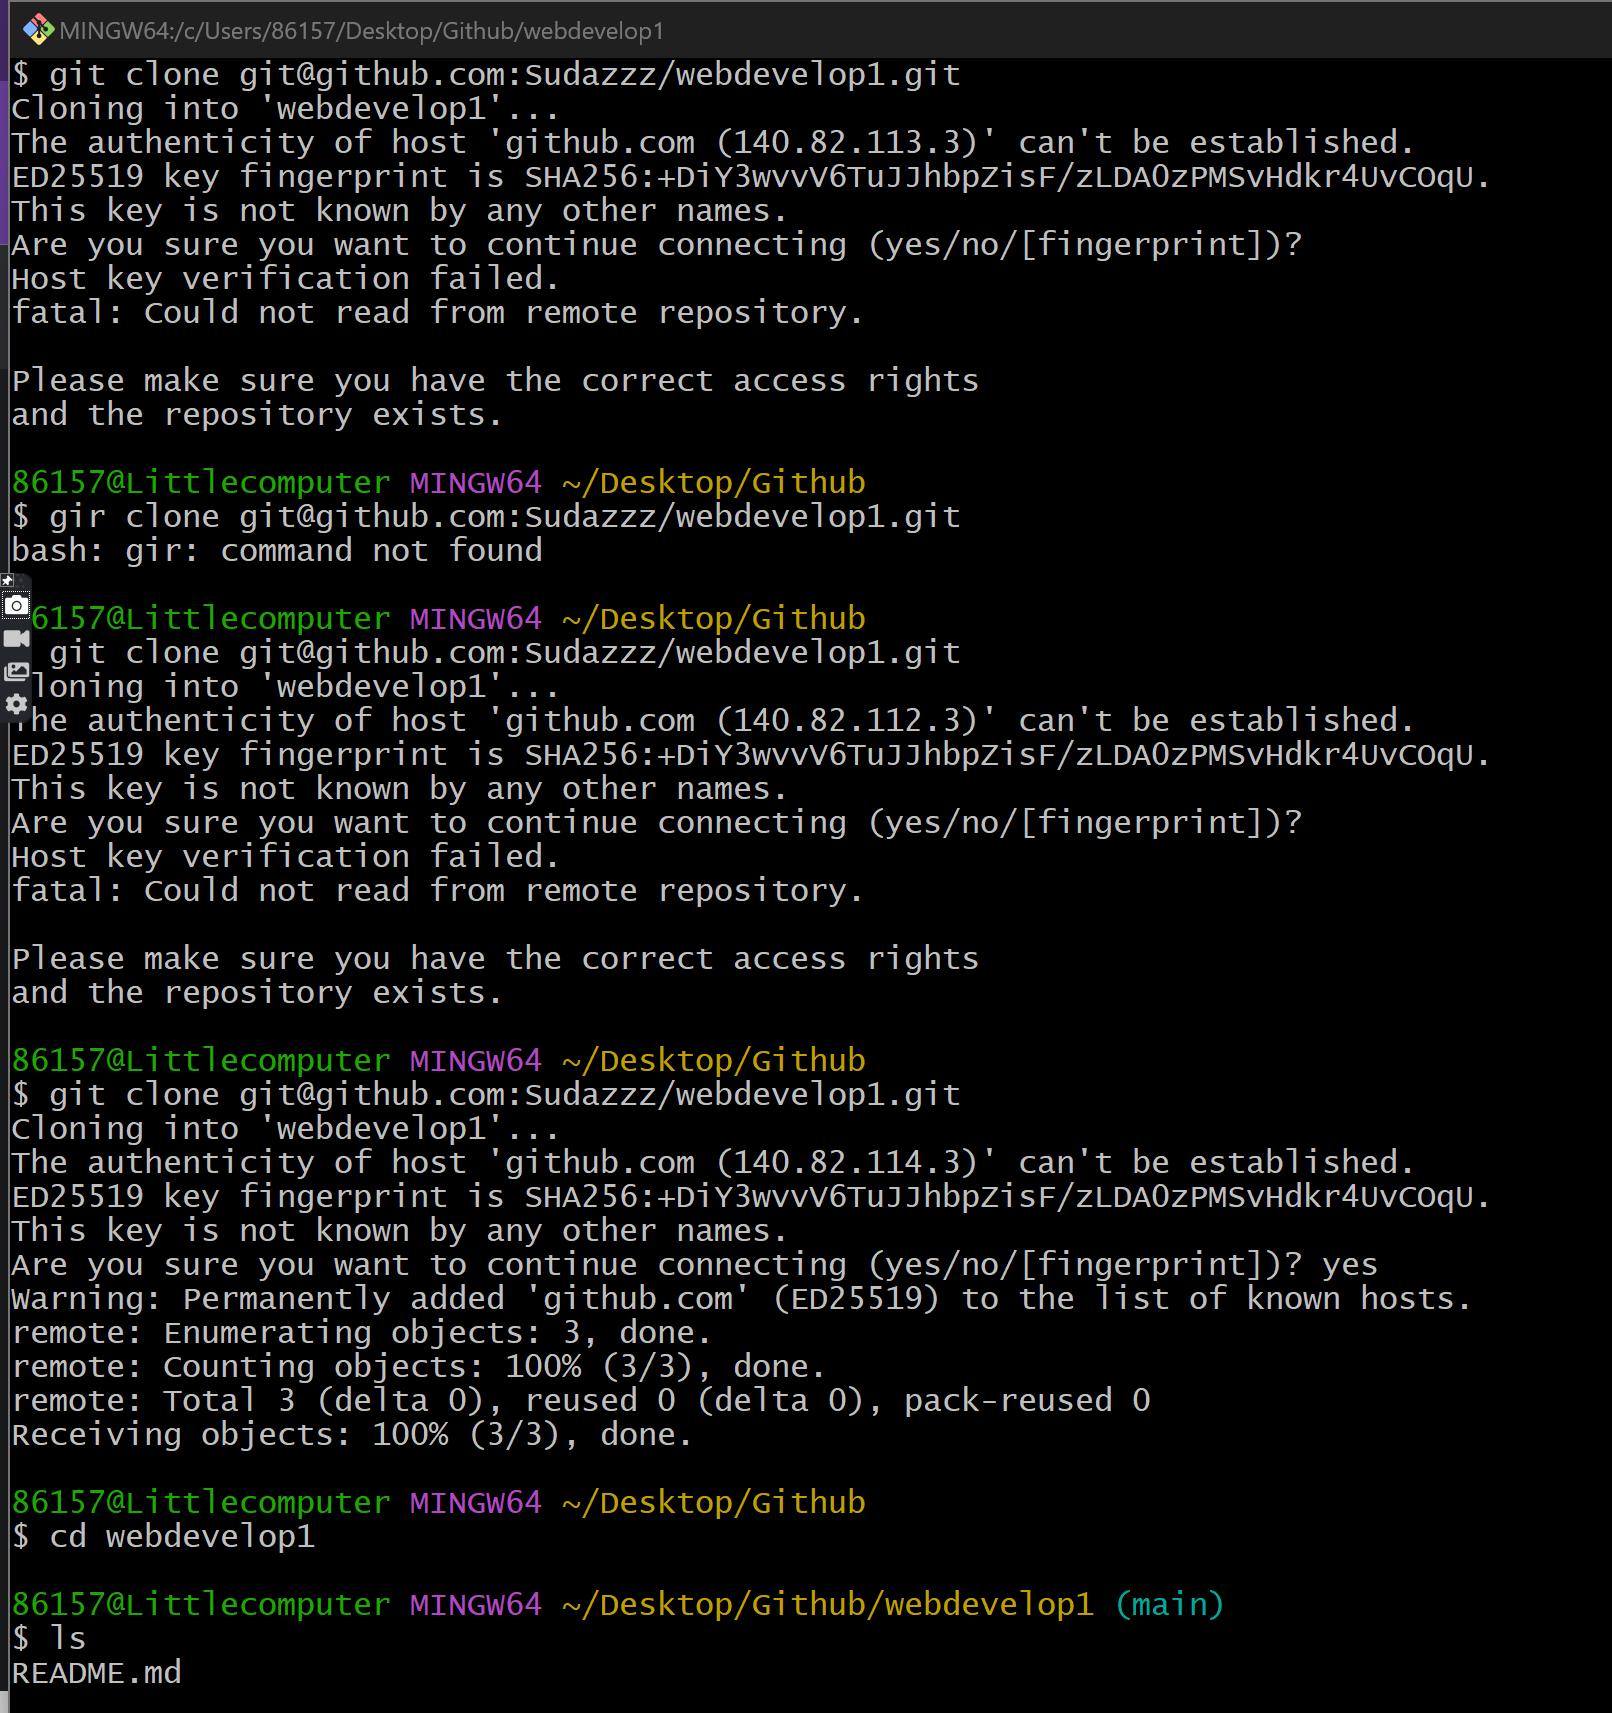 MINGW64:/c/Users/86157/Desktop/Github/webdevelop1
$ git clone git@github.com:Sudazzz/webdevelop1.git
Cloning into 'webdevelop1'...
The authenticity of host 'github.com (140.82.113.3)' can't be established.
ED25519 key fingerprint is SHA256:+DiY3wvvV6TuJJhbpZisF/zLDA0zPMSvHdkr4UvCOqU.
This key is not known by any other names.
Are you sure you want to continue connecting (yes/no/[fingerprint])?
Host key verification failed.
fatal: Could not read from remote repository.
Please make sure you have the correct access rights
and the repository exists.
86157@Littlecomputer MINGW64 ~/Desktop/Github
$ gir clone git@github.com:Sudazzz/webdevelop1.git
bash: gir: command not found
6157@Littlecomputer MINGW64 ~/Desktop/Github
git clone git@github.com:Sudazzz/webdevelop1.git
loning into 'webdevelop1'...
The authenticity of host 'github.com (140.82.112.3)' can't be established.
ED25519 key fingerprint is SHA256:+DiY3wvvV6TuJJhbpZisF/zLDA0zPMSvHdkr4UvCOqU.
This key is not known by any other names.
Are you sure you want to continue connecting (yes/no/[fingerprint])?
Host key verification failed.
fatal: Could not read from remote repository.
Please make sure you have the correct access rights
and the repository exists.
86157@Littlecomputer MINGW64 ~/Desktop/Github
$ git clone git@github.com:Sudazzz/webdevelop1.git
Cloning into 'webdevelop1'...
The authenticity of host 'github.com (140.82.114.3)' can't be established.
ED25519 key fingerprint is SHA256:+DiY3wvvV6TuJJhbpZisF/zLDA0zPMSvHdkr4UvCOqU.
This key is not known by any other names.
Are you sure you want to continue connecting (yes/no/[fingerprint])? yes
Warning: Permanently added 'github.com' (ED25519) to the list of known hosts.
remote: Enumerating objects: 3, done.
remote: Counting objects: 100% (3/3), done.
remote: Total 3 (delta 0), reused 0 (delta 0), pack-reused 0
Receiving objects: 100% (3/3), done.
86157@Littlecomputer MINGW64 ~/Desktop/Github
$ cd webdevelop1
86157@Littlecomputer MINGW64 ~/Desktop/Github/webdevelop1 (main)
$ ls
README.md